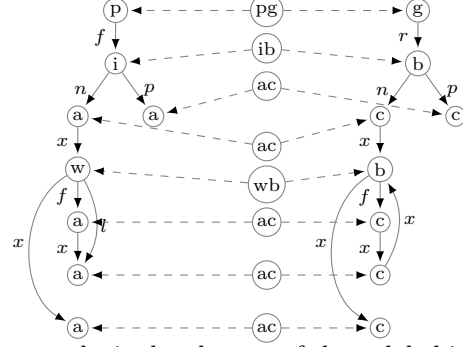 p pg g
f r
i ib b
n p ac n p
a a c c
x ac x
w wb b
f f
x a l ac x c x
x x
a ac c
a ac c